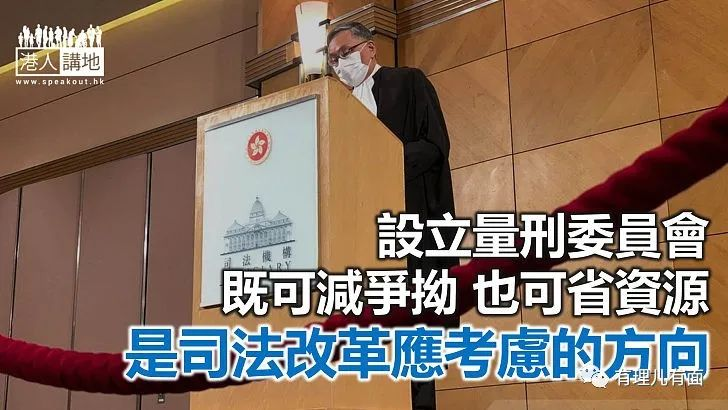 港人講地
www.speakout.hk
司法機構
JUDICIARY
設立量刑委員會
既可減爭拗 也可省資源
是司法改革應考慮的方向
有理儿有面